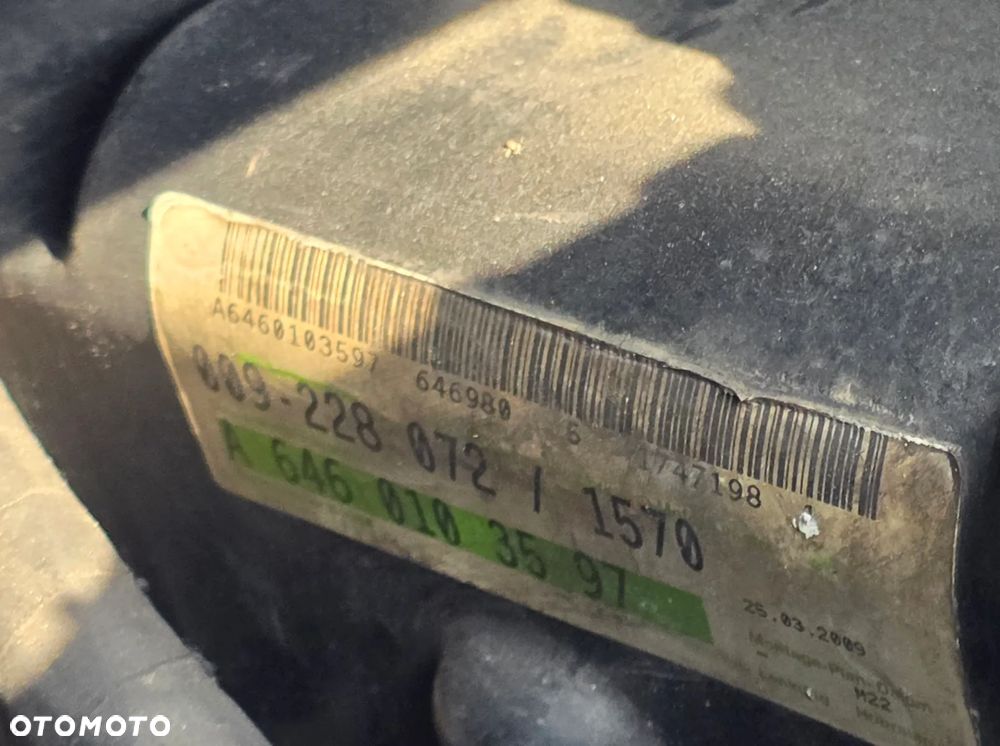 A6460103597 646980 6 1747198
009-228 072 / 1570
A 646 010 35 97
25.03.2009
M22
OTOMOTO